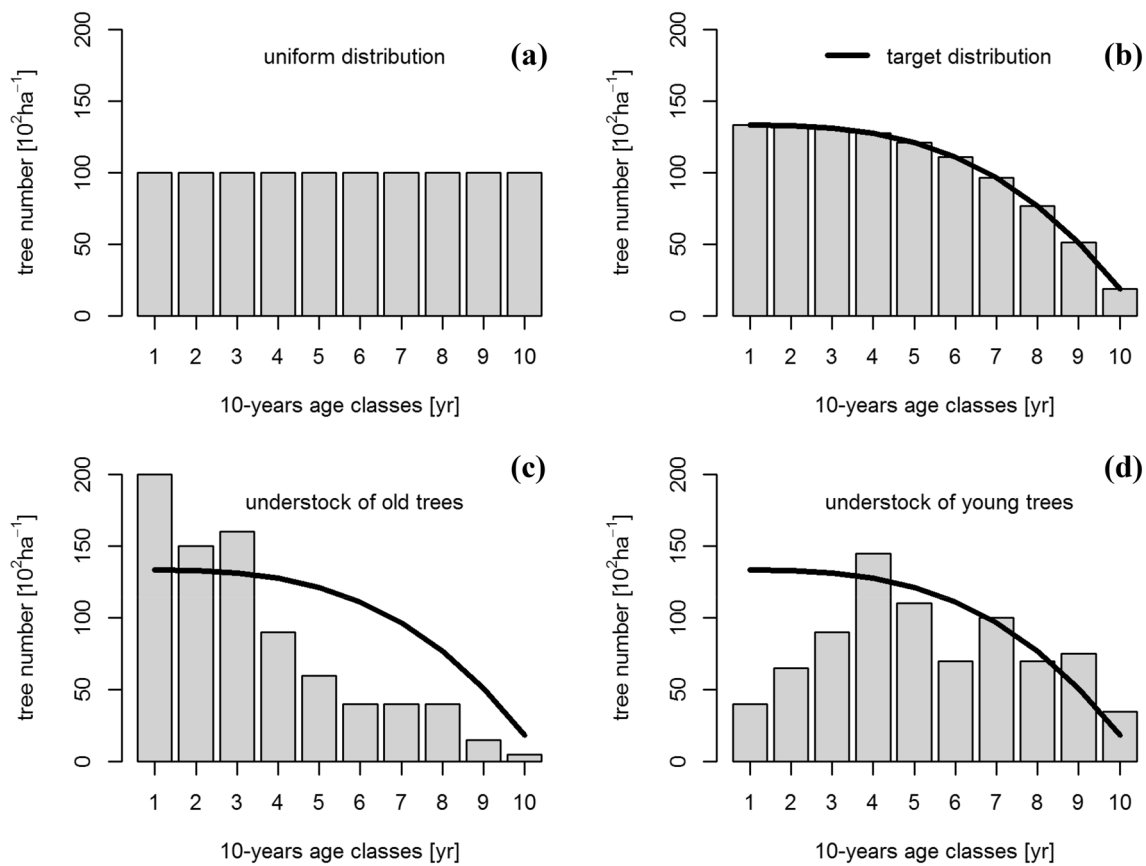 uniform distribution
(a)
tree number [10²ha⁻¹]
0
50
100
150
200
1 2 3 4 5 6 7 8 9 10
10-years age classes [yr]
target distribution
(b)
tree number [10²ha⁻¹]
0
50
100
150
200
1 2 3 4 5 6 7 8 9 10
10-years age classes [yr]
understock of old trees
(c)
tree number [10²ha⁻¹]
0
50
100
150
200
1 2 3 4 5 6 7 8 9 10
10-years age classes [yr]
understock of young trees
(d)
tree number [10²ha⁻¹]
0
50
100
150
200
1 2 3 4 5 6 7 8 9 10
10-years age classes [yr]